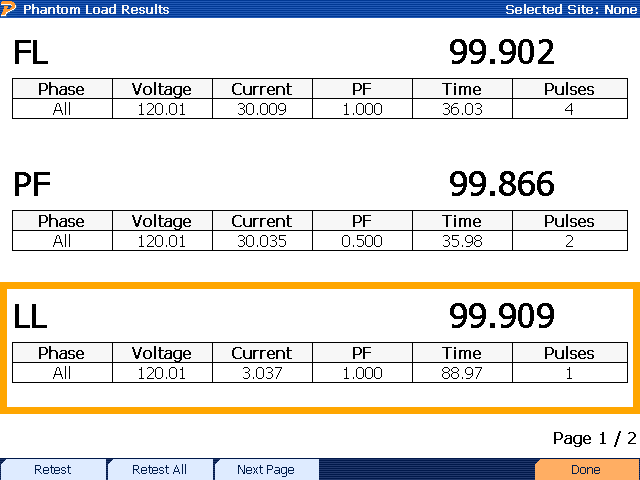 Phantom Load Results Selected Site: None
FL 99.902
Phase Voltage Current PF Time Pulses
All 120.01 30.009 1.000 36.03 4
PF 99.866
Phase Voltage Current PF Time Pulses
All 120.01 30.035 0.500 35.98 2
LL 99.909
Phase Voltage Current PF Time Pulses
All 120.01 3.037 1.000 88.97 1
Page 1 / 2
Retest Retest All Next Page Done